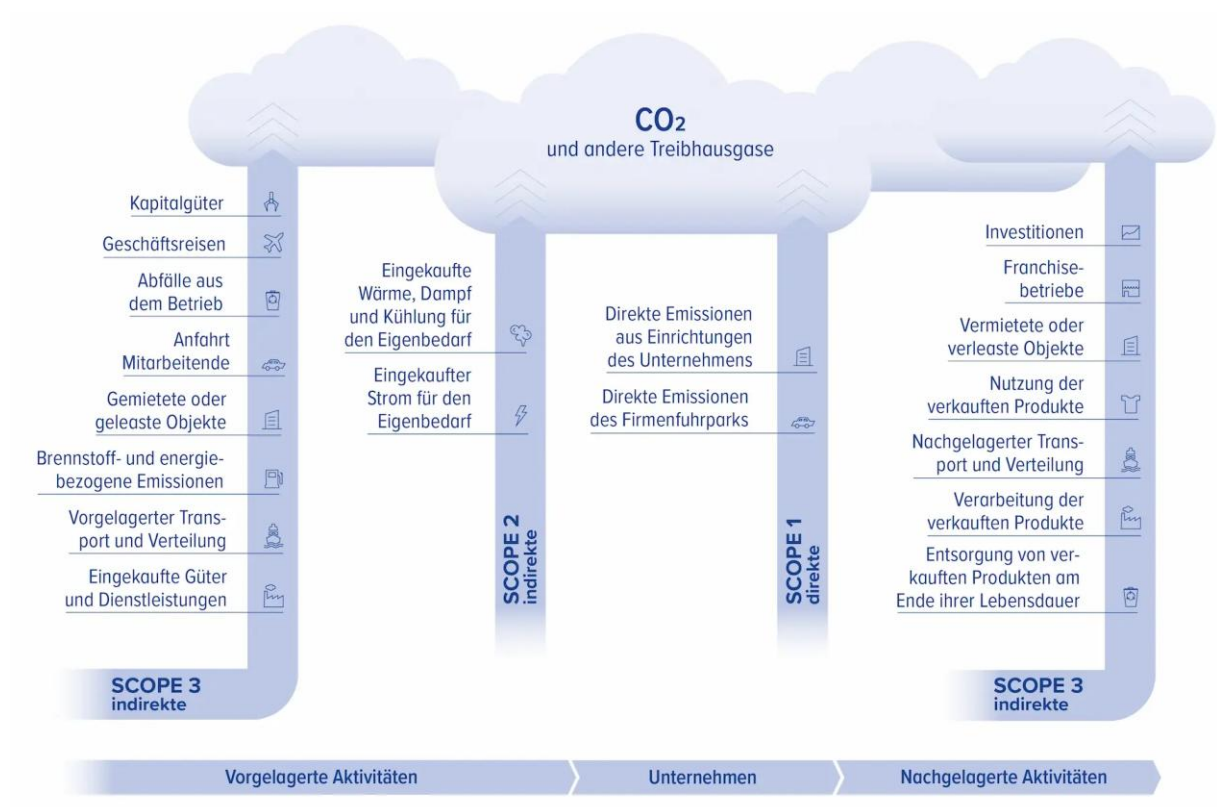 CO₂
und andere Treibhausgase
Kapitalgüter
Geschäftsreisen
Abfälle aus
dem Betrieb
Anfahrt
Mitarbeitende
Gemietete oder
geleaste Objekte
Brennstoff- und energie-
bezogene Emissionen
Vorgelagerter Trans-
port und Verteilung
Eingekaufte Güter
und Dienstleistungen
SCOPE 3
indirekte
Eingekaufte
Wärme, Dampf
und Kühlung für
den Eigenbedarf
Eingekaufter
Strom für den
Eigenbedarf
SCOPE 2
indirekte
Direkte Emissionen
aus Einrichtungen
des Unternehmens
Direkte Emissionen
des Firmenfuhrparks
SCOPE 1
direkte
Investitionen
Franchise-
betriebe
Vermietete oder
verleaste Objekte
Nutzung der
verkauften Produkte
Nachgelagerter Trans-
port und Verteilung
Verarbeitung der
verkauften Produkte
Entsorgung von ver-
kauften Produkten am
Ende ihrer Lebensdauer
SCOPE 3
indirekte
Vorgelagerte Aktivitäten
Unternehmen
Nachgelagerte Aktivitäten